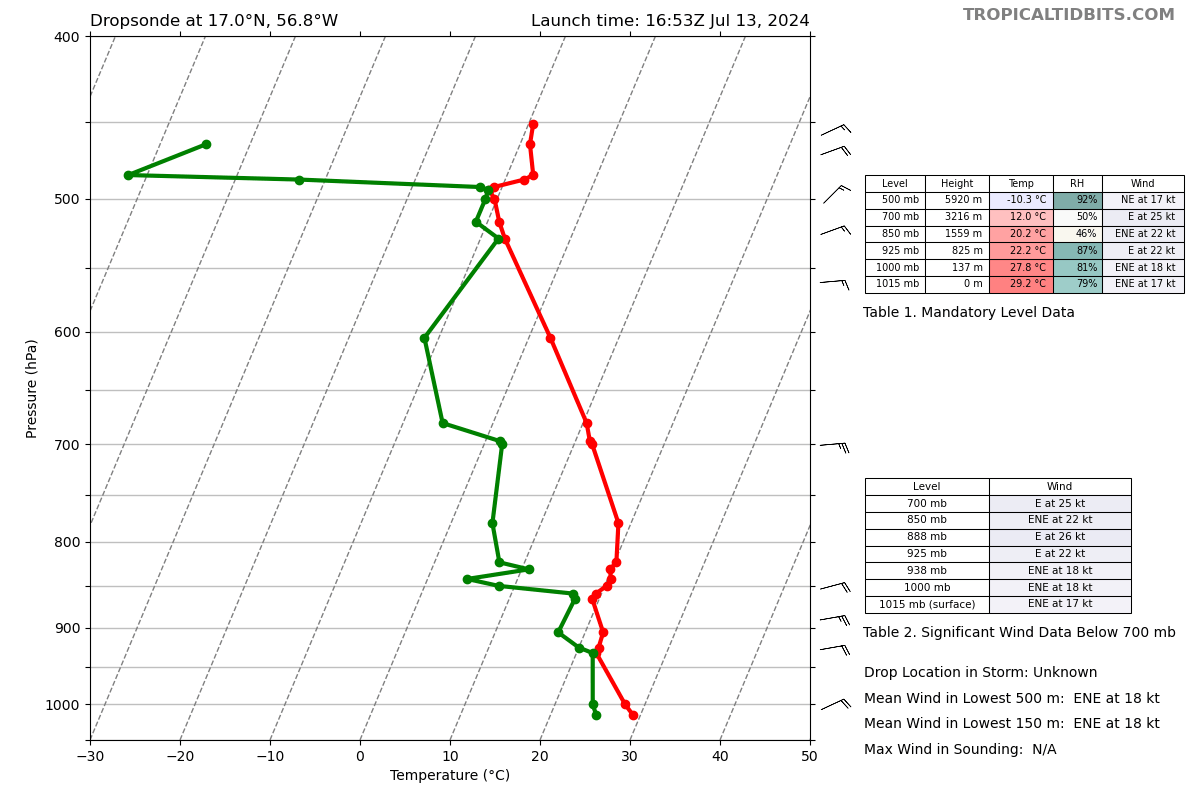 Dropsonde at 17.0°N, 56.8°W
Launch time: 16:53Z Jul 13, 2024
TROPICALTIDBITS.COM
400
500
600
700
800
900
1000
Pressure (hPa)
−30 −20 −10 0 10 20 30 40 50
Temperature (°C)
Level Height Temp RH Wind
500 mb 5920 m -10.3 °C 92% NE at 17 kt
700 mb 3216 m 12.0 °C 50% E at 25 kt
850 mb 1559 m 20.2 °C 46% ENE at 22 kt
925 mb 825 m 22.2 °C 87% E at 22 kt
1000 mb 137 m 27.8 °C 81% ENE at 18 kt
1015 mb 0 m 29.2 °C 79% ENE at 17 kt
Table 1. Mandatory Level Data
Level Wind
700 mb E at 25 kt
850 mb ENE at 22 kt
888 mb E at 26 kt
925 mb E at 22 kt
938 mb ENE at 18 kt
1000 mb ENE at 18 kt
1015 mb (surface) ENE at 17 kt
Table 2. Significant Wind Data Below 700 mb
Drop Location in Storm: Unknown
Mean Wind in Lowest 500 m: ENE at 18 kt
Mean Wind in Lowest 150 m: ENE at 18 kt
Max Wind in Sounding: N/A